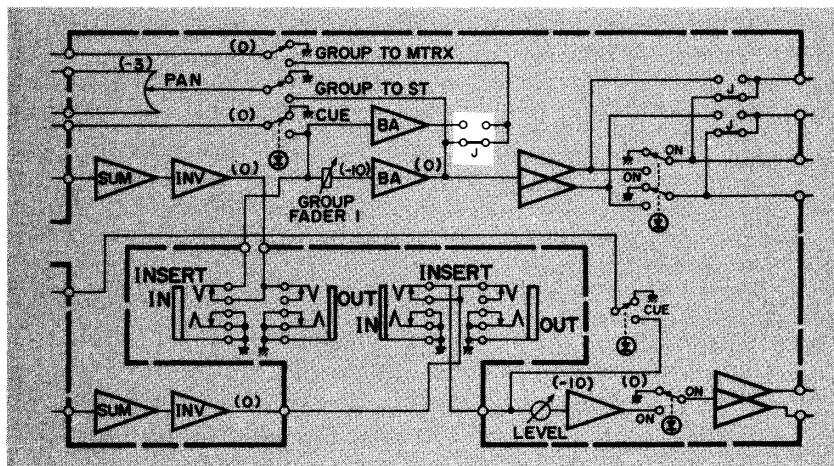 (0) GROUP TO MTRX
(-3) PAN
GROUP TO ST
(0) CUE
BA
J
J
J
SUM INV (0) (-10) BA (0)
GROUP
FADER 1
ON
ON
INSERT INSERT
IN OUT IN OUT
CUE
SUM INV (0) (-10) (0) ON
LEVEL ON